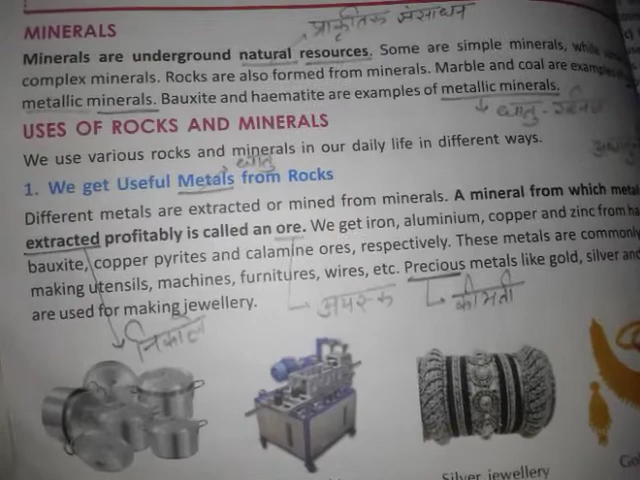 प्राकृतिक संसाधन
MINERALS
Minerals are underground natural resources. Some are simple minerals, while
complex minerals. Rocks are also formed from minerals. Marble and coal are examples
metallic minerals. Bauxite and haematite are examples of metallic minerals.
धातु - खनिज
USES OF ROCKS AND MINERALS
We use various rocks and minerals in our daily life in different ways.
धातु
1. We get Useful Metals from Rocks
Different metals are extracted or mined from minerals. A mineral from which metal
extracted profitably is called an ore. We get iron, aluminium, copper and zinc from
bauxite, copper pyrites and calamine ores, respectively. These metals are commonly
making utensils, machines, furnitures, wires, etc. Precious metals like gold, silver and
are used for making jewellery.
अयस्क
कीमती
निकाल
Silver jewellery